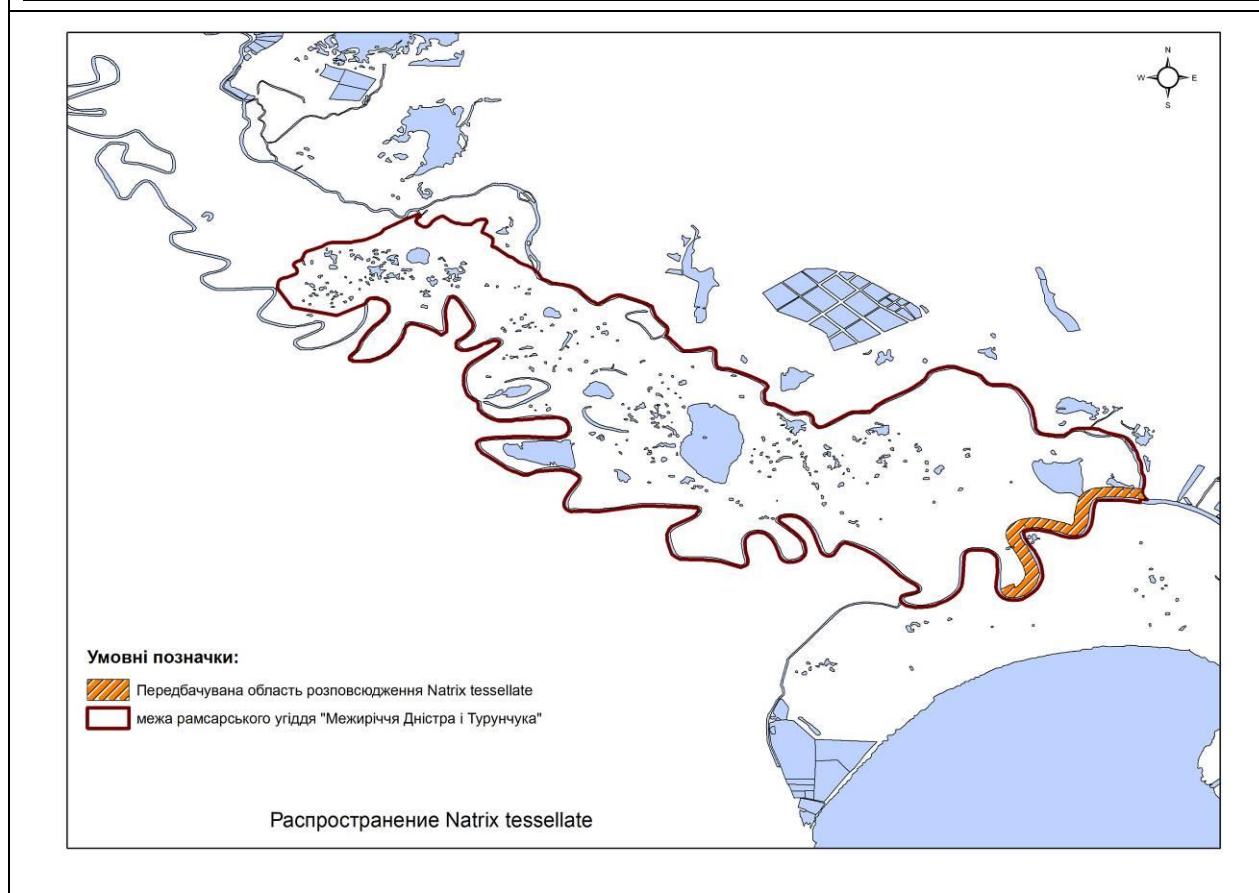 N
W E
S
Умовні позначки:
Передбачувана область розповсюдження Natrix tessellate
межа рамсарського угіддя "Межиріччя Дністра і Турунчука"
Распространение Natrix tessellate